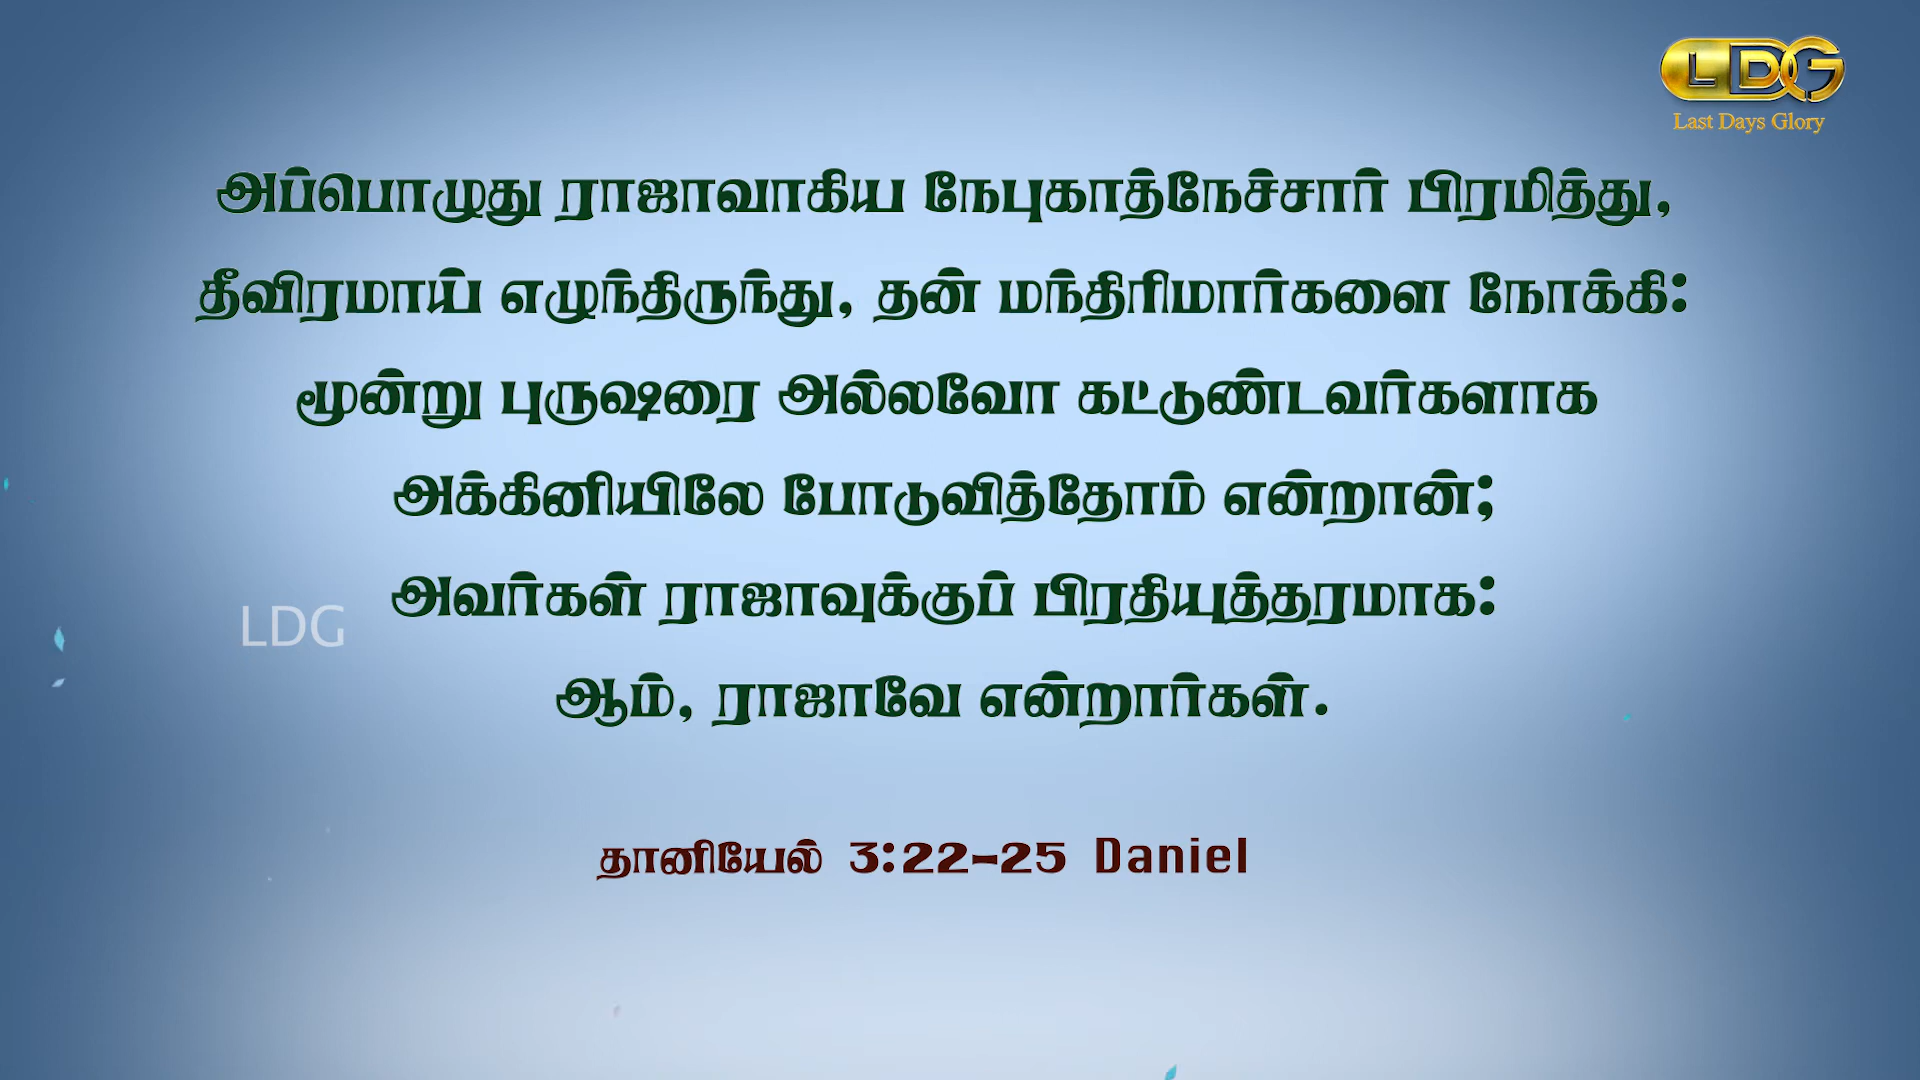 LDG
Last Days Glory
அப்பொழுது ராஜாவாகிய நேபுகாத்நேச்சார் பிரமித்து,
தீவிரமாய் எழுந்திருந்து, தன் மந்திரிமார்களை நோக்கி:
மூன்று புருஷரை அல்லவோ கட்டுண்டவர்களாக
அக்கினியிலே போடுவித்தோம் என்றான்;
அவர்கள் ராஜாவுக்குப் பிரதியுத்தரமாக:
LDG
ஆம், ராஜாவே என்றார்கள்.
தானியேல் 3:22-25 Daniel